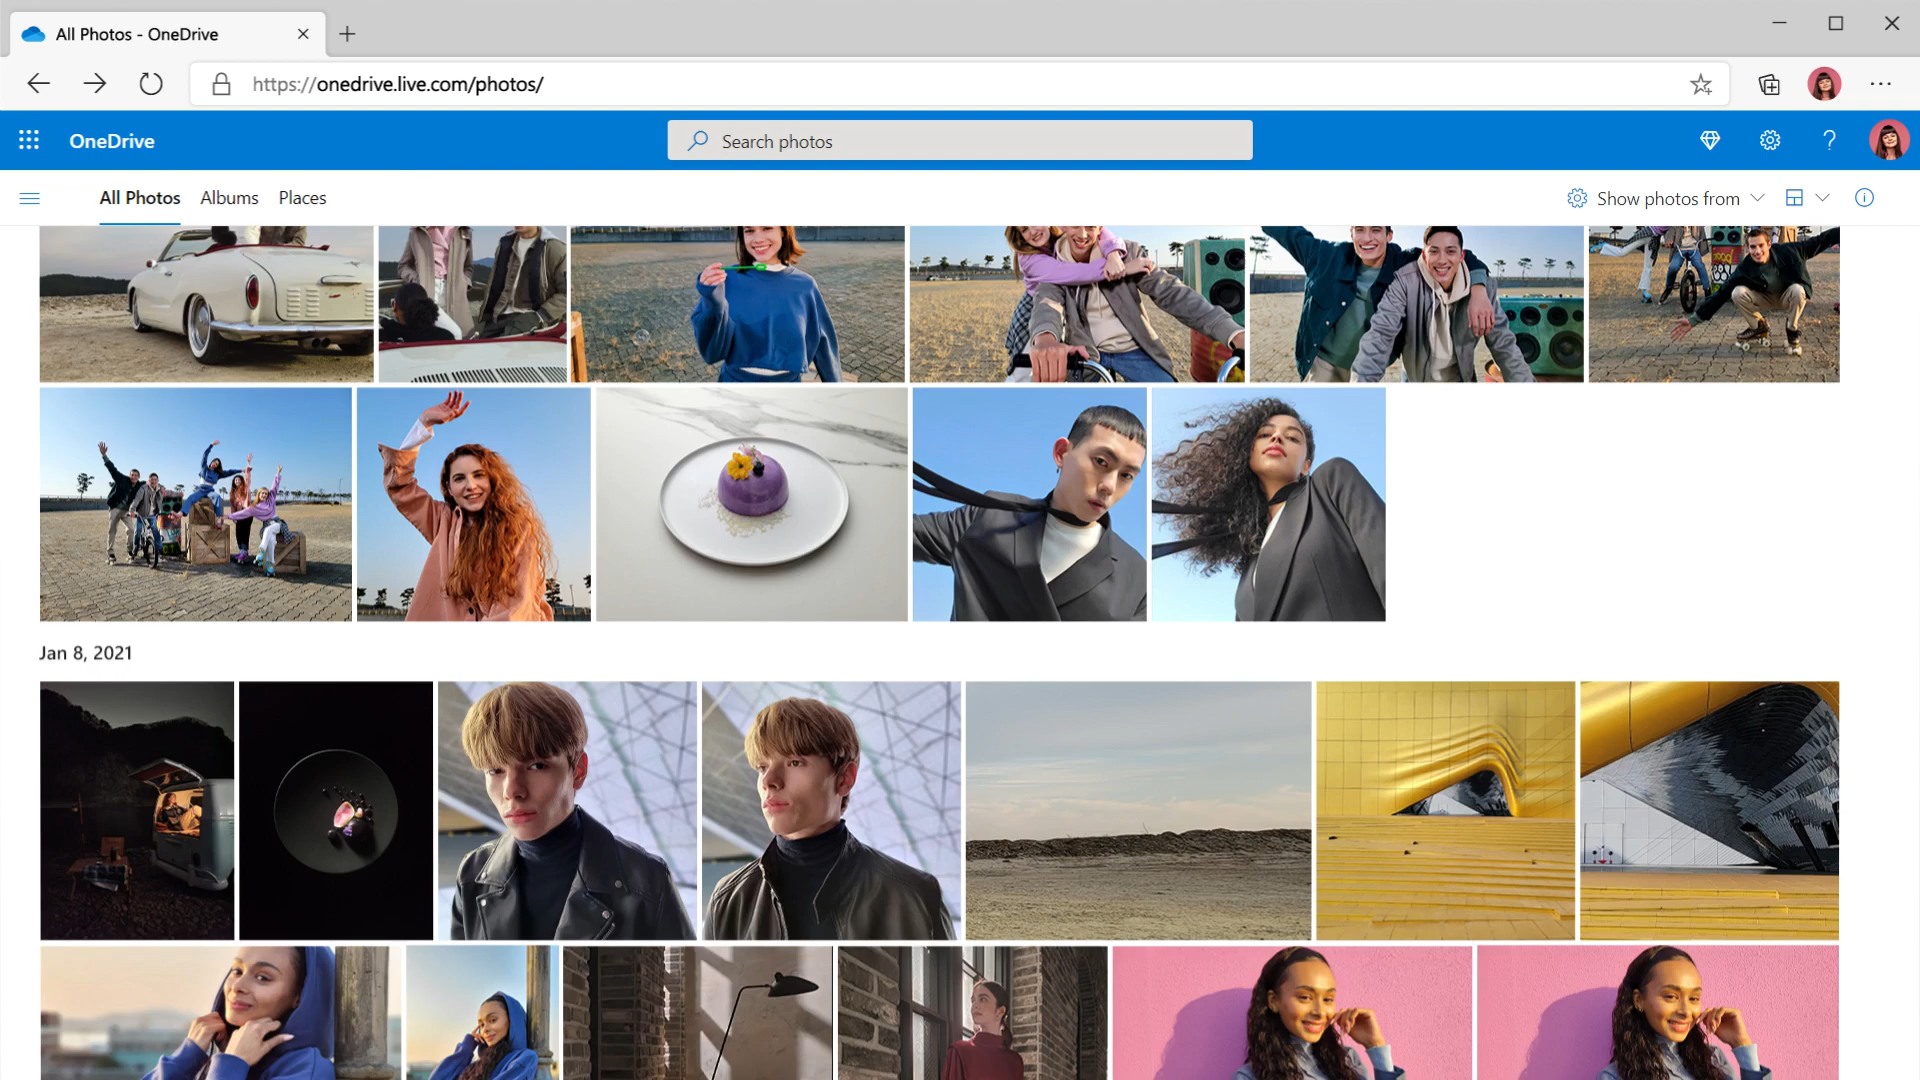 All Photos - OneDrive
https://onedrive.live.com/photos/
OneDrive
Search photos
?
All Photos Albums Places
Show photos from
Jan 8, 2021